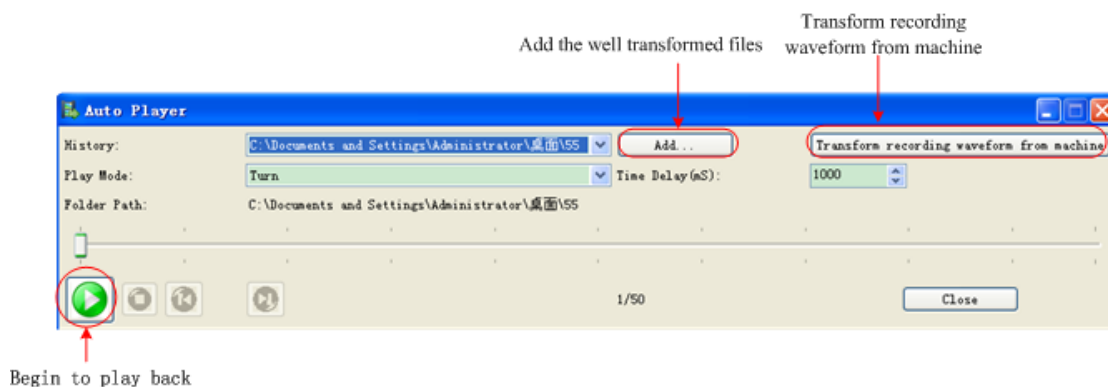 Transform recording
waveform from machine
Add the well transformed files
Auto Player
History: C:\Documents and Settings\Administrator\桌面\55 Add... Transform recording waveform from machine
Play Mode: Turn Time Delay(mS): 1000
Folder Path: C:\Documents and Settings\Administrator\桌面\55
1/50 Close
Begin to play back